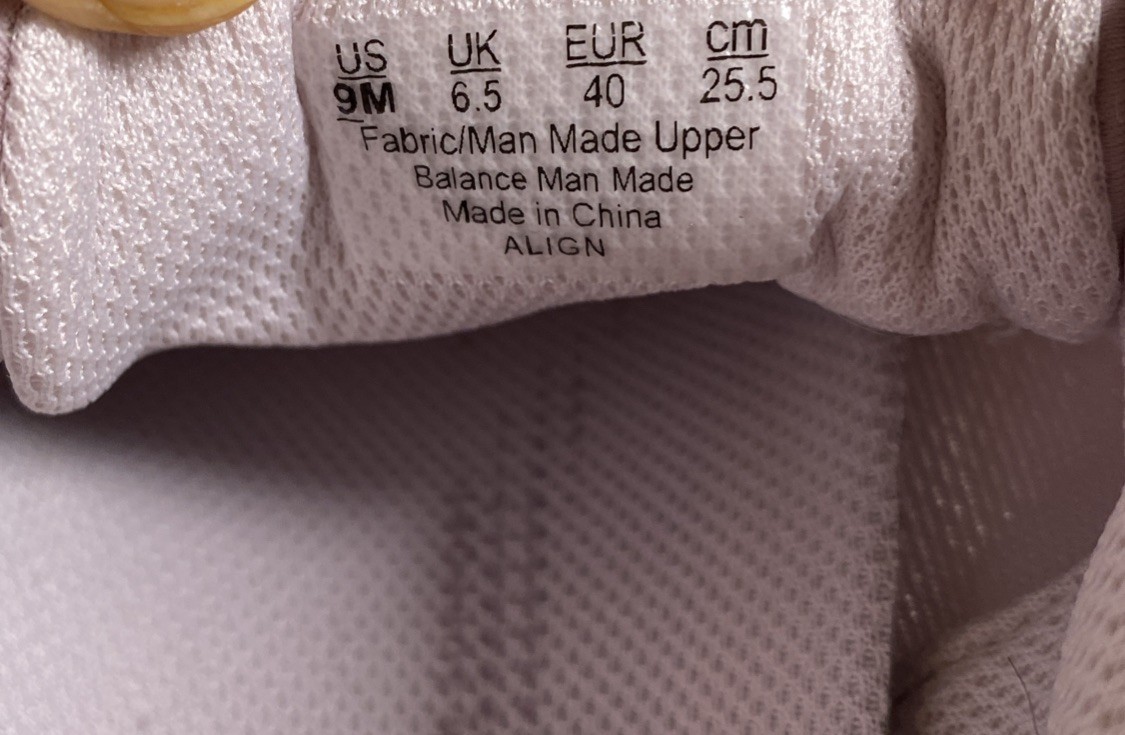 US UK EUR cm
9M 6.5 40 25.5
Fabric/Man Made Upper
Balance Man Made
Made in China
ALIGN